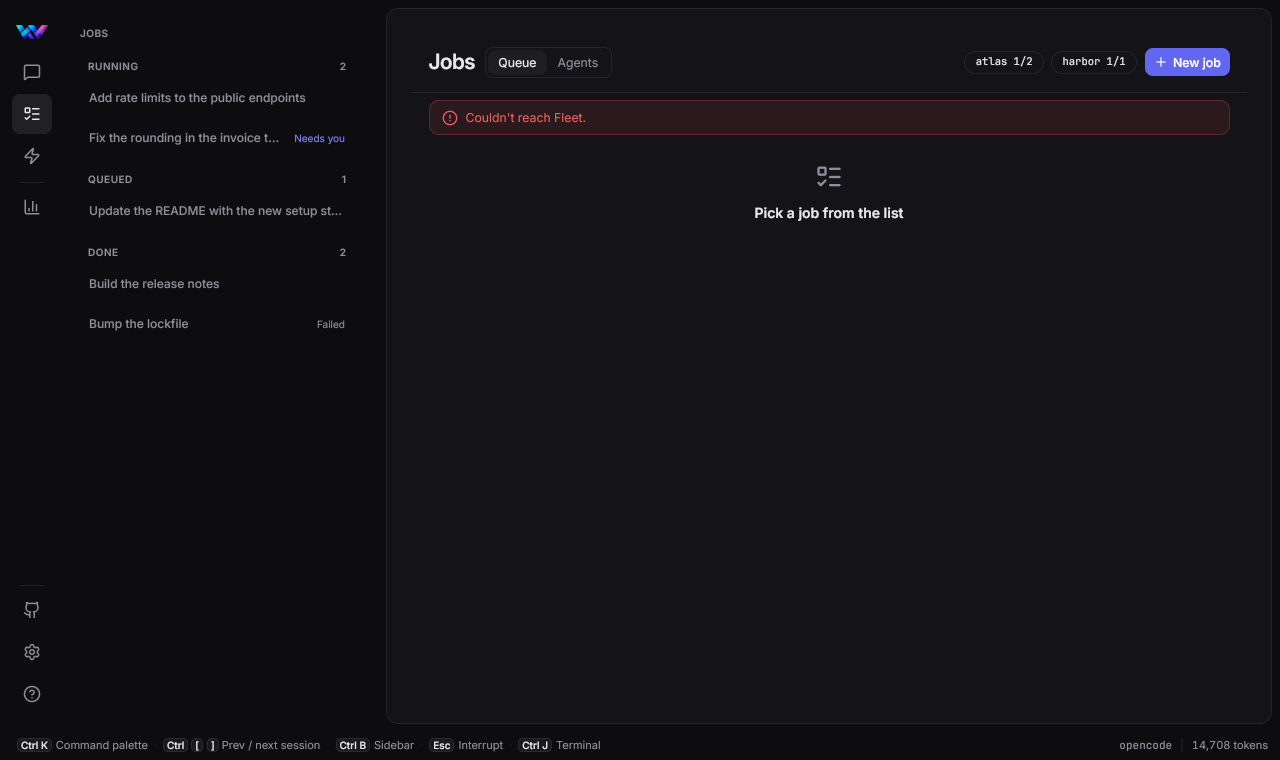 JOBS
RUNNING 2
Add rate limits to the public endpoints
Fix the rounding in the invoice t... Needs you
QUEUED 1
Update the README with the new setup st...
DONE 2
Build the release notes
Bump the lockfile Failed
Jobs Queue Agents atlas 1/2 harbor 1/1 + New job
Couldn't reach Fleet.
Pick a job from the list
Ctrl K Command palette · Ctrl [ ] Prev / next session · Ctrl B Sidebar · Esc Interrupt · Ctrl J Terminal opencode 14,708 tokens